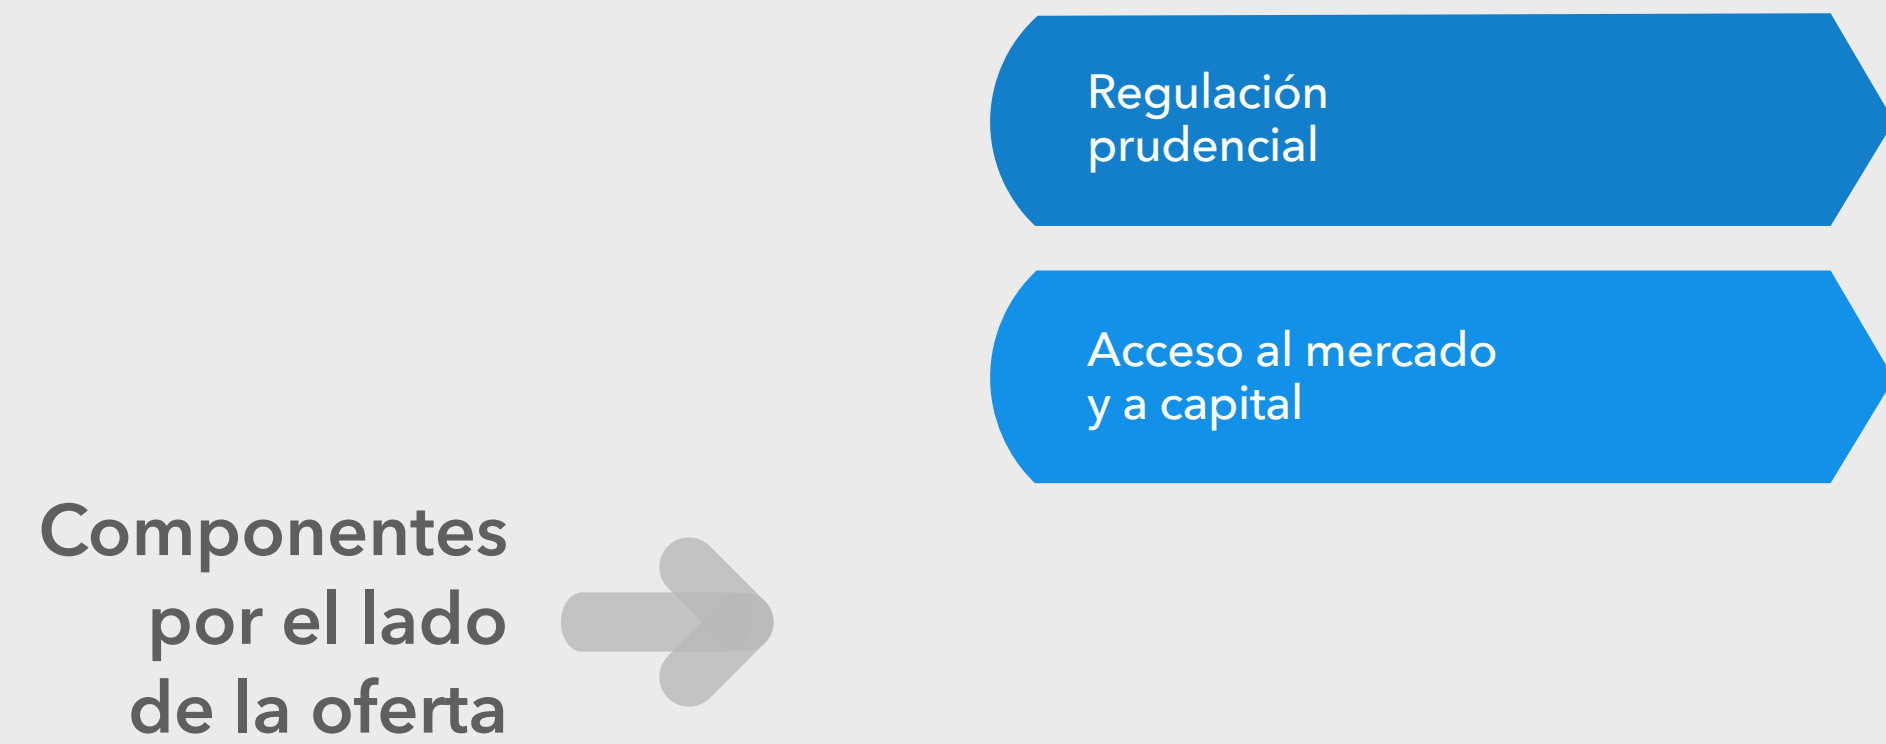 Regulación
prudencial
Acceso al mercado
y a capital
Componentes
por el lado
de la oferta